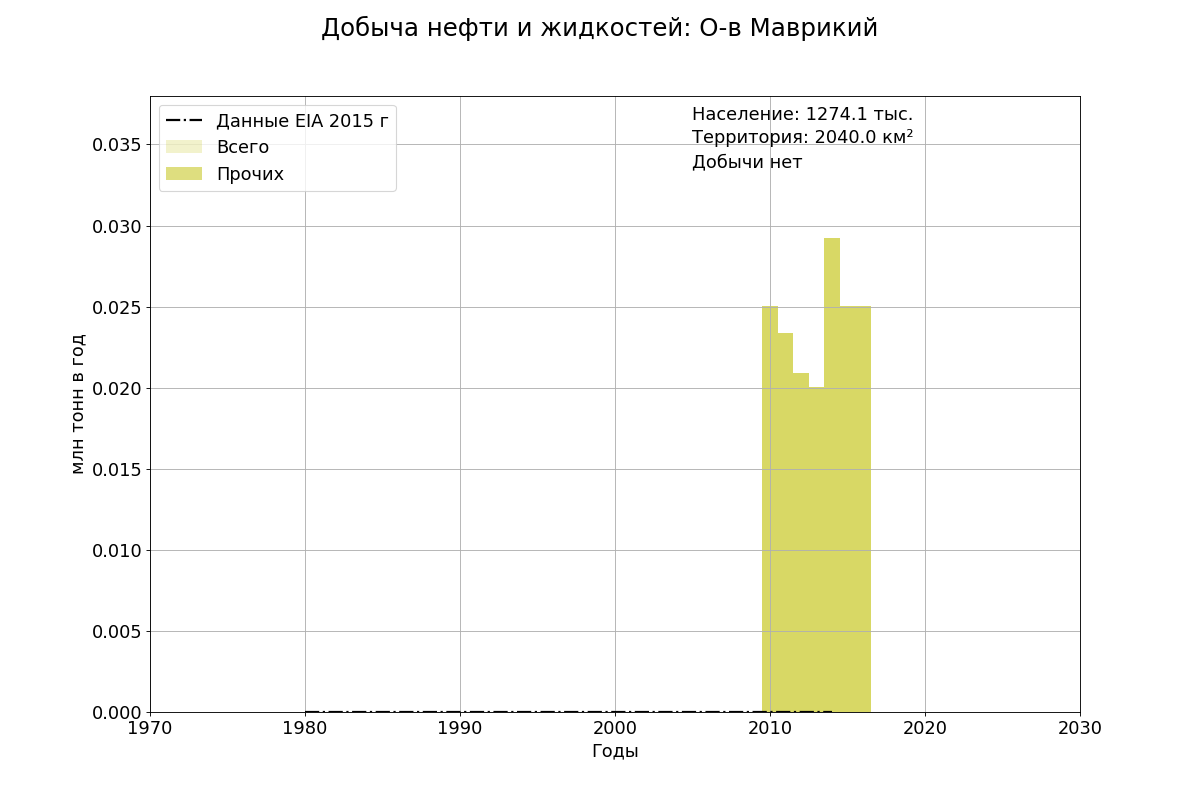 Добыча нефти и жидкостей: О-в Маврикий
Данные EIA 2015 г
Всего
Прочих
Население: 1274.1 тыс.
Территория: 2040.0 км²
Добычи нет
0.035
0.030
0.025
0.020
0.015
0.010
0.005
0.000
млн тонн в год
1970 1980 1990 2000 2010 2020 2030
Годы